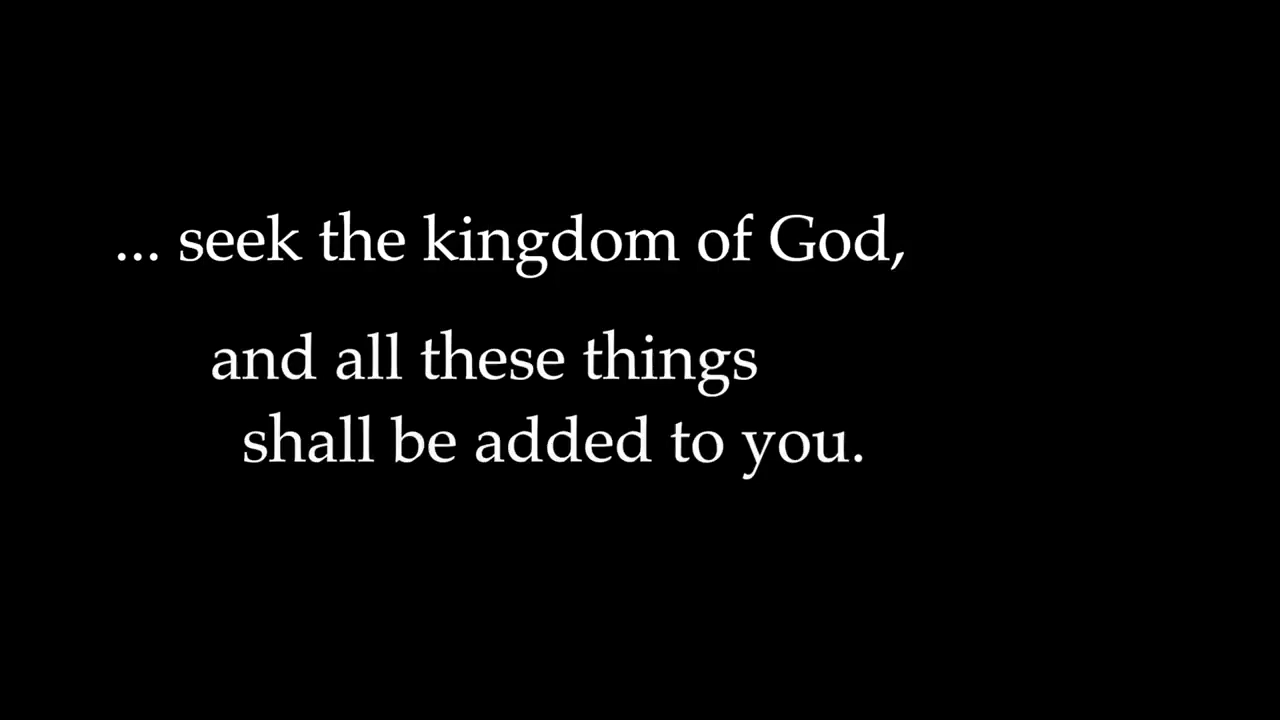 ... seek the kingdom of God,
and all these things
shall be added to you.